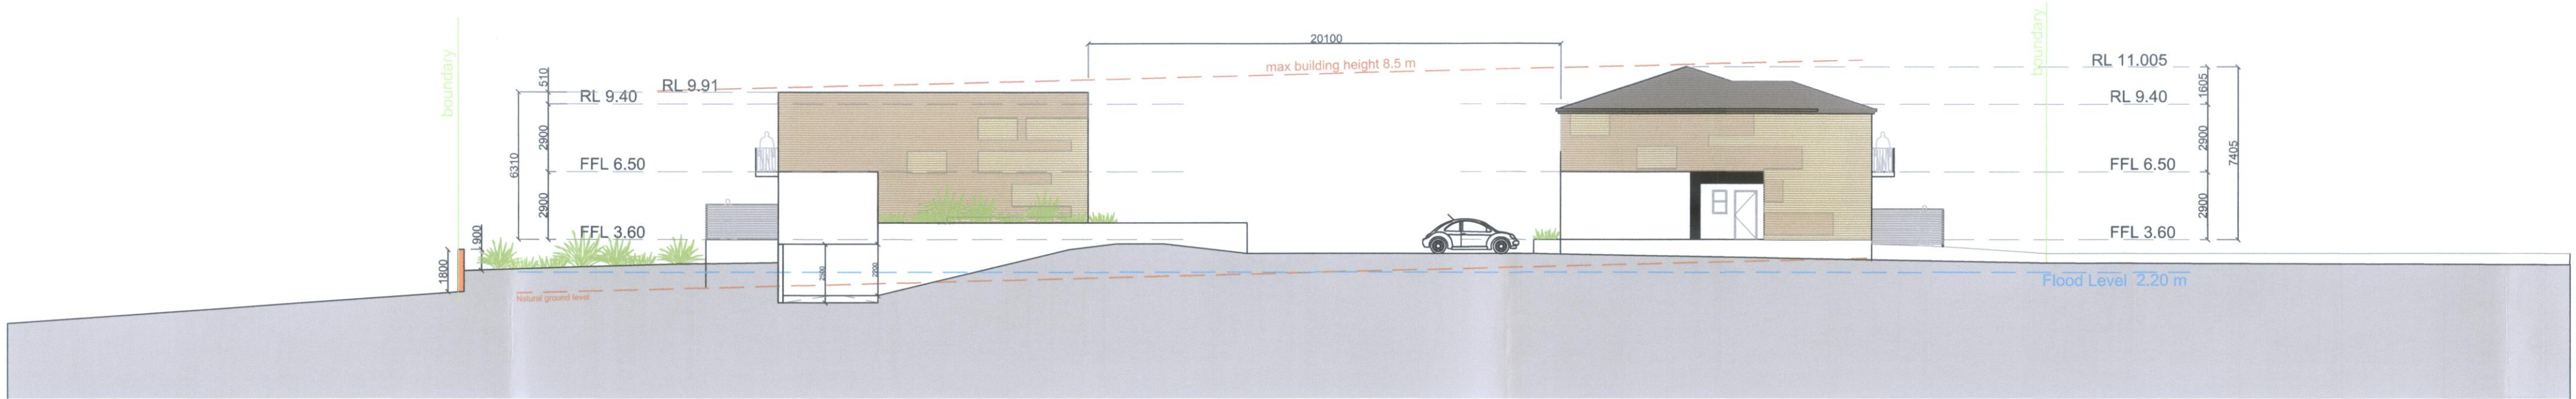 boundary
510
RL 9.91
RL 9.40
2900
6310
FFL 6.50
2900
FFL 3.60
900
1800
Natural ground level
20100
max building height 8.5 m
boundary
RL 11.005
1605
RL 9.40
2900
7405
FFL 6.50
2900
FFL 3.60
Flood Level 2.20 m